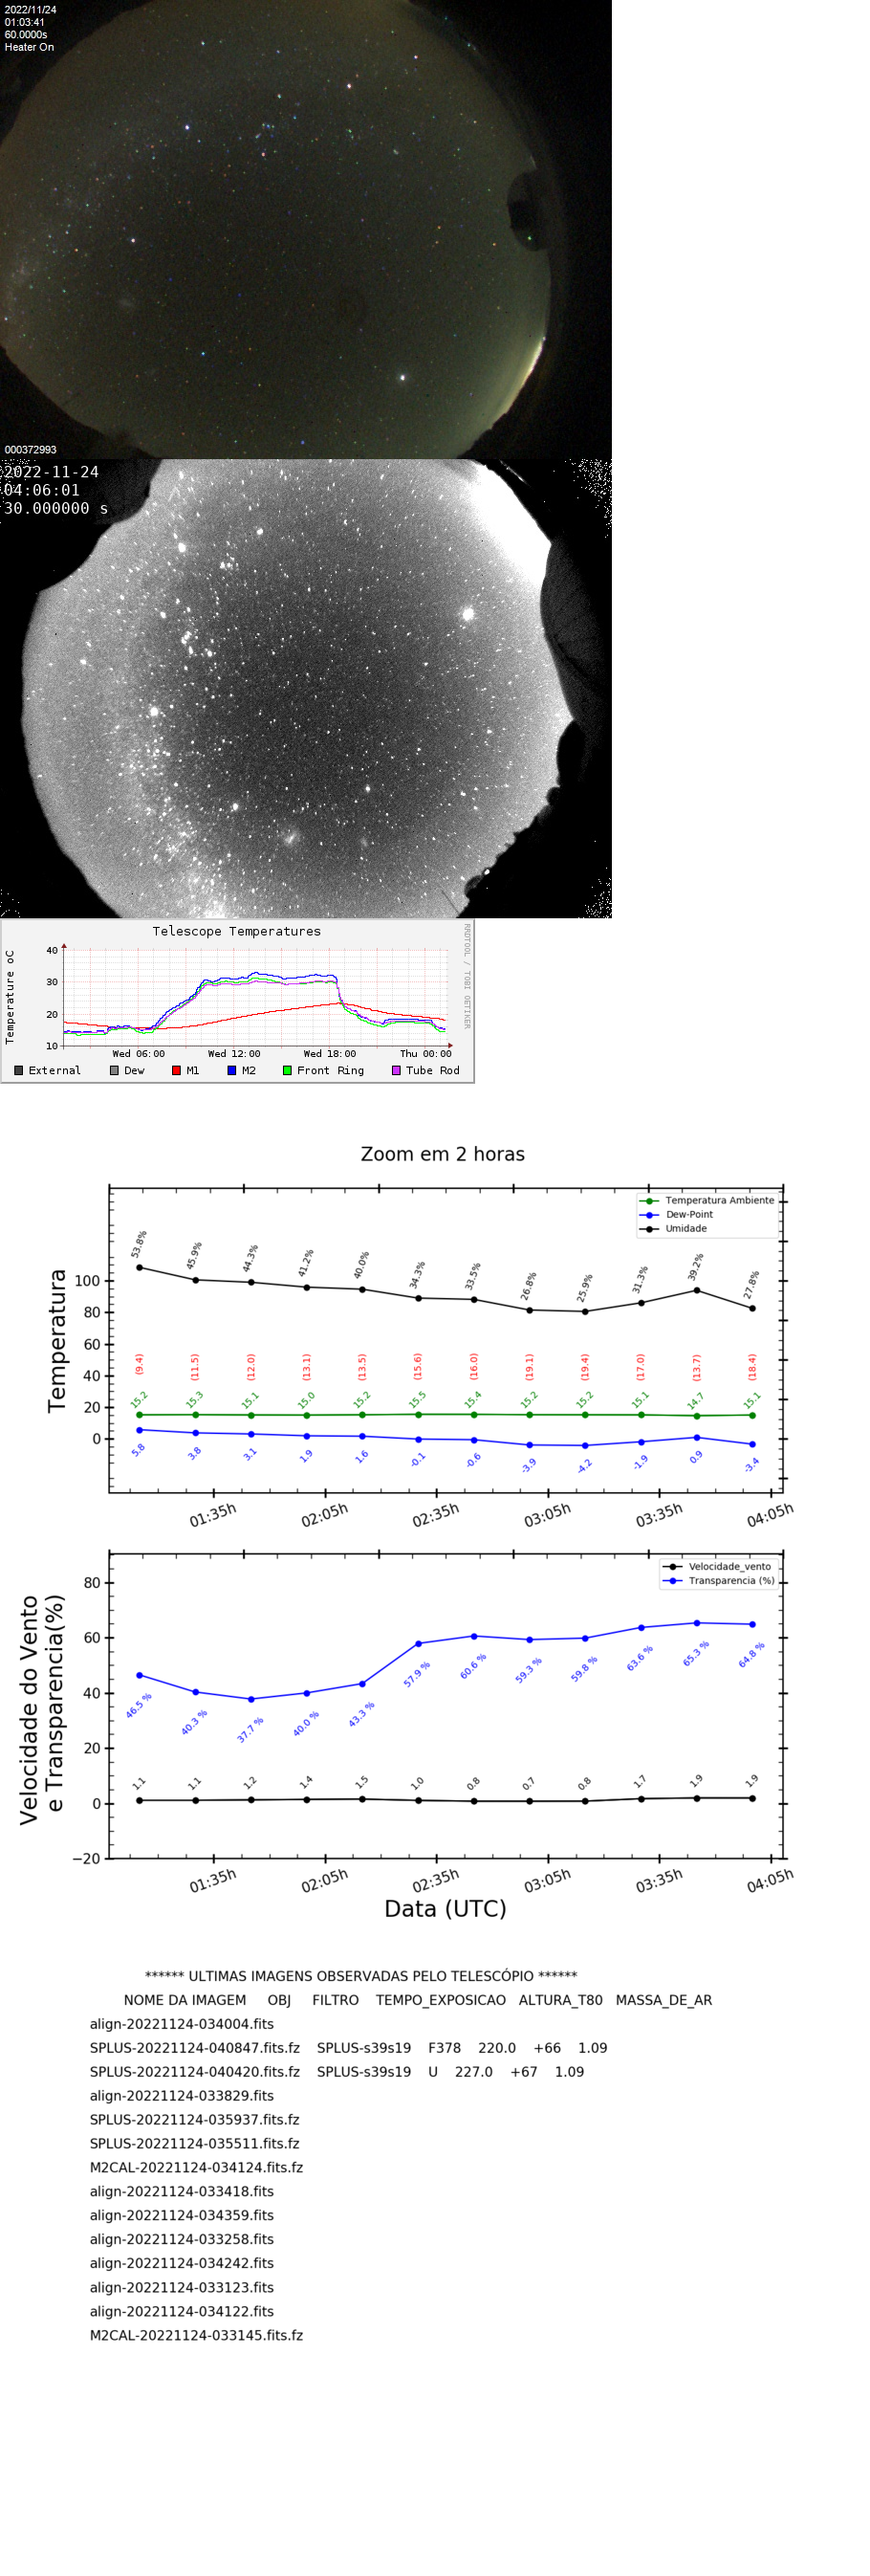 2022/11/24
01:03:41
60.0000s
Heater On
000372993
2022-11-24
04:06:01
30.000000 s
Telescope Temperatures
Temperature oC
RRDTOOL / TOBI OETIKER
40
30
20
10
Wed 06:00 Wed 12:00 Wed 18:00 Thu 00:00
External Dew M1 M2 Front Ring Tube Rod
Zoom em 2 horas
Temperatura Ambiente
Dew-Point
Umidade
Temperatura
100
80
60
40
20
0
53.8% 45.9% 44.3% 41.2% 40.0% 34.3% 33.5% 26.8% 25.9% 31.3% 39.2% 27.8%
(9.4) (11.5) (12.0) (13.1) (13.5) (15.6) (16.0) (19.1) (19.4) (17.0) (13.7) (18.4)
15.2 15.3 15.1 15.0 15.2 15.5 15.4 15.2 15.2 15.1 14.7 15.1
5.8 3.8 3.1 1.9 1.6 -0.1 -0.6 -3.9 -4.2 -1.9 0.9 -3.4
01:35h 02:05h 02:35h 03:05h 03:35h 04:05h
Velocidade_vento
Transparencia (%)
Velocidade do Vento
e Transparencia(%)
80
60
40
20
0
−20
46.5 % 40.3 % 37.7 % 40.0 % 43.3 % 57.9 % 60.6 % 59.3 % 59.8 % 63.6 % 65.3 % 64.8 %
1.1 1.1 1.2 1.4 1.5 1.0 0.8 0.7 0.8 1.7 1.9 1.9
01:35h 02:05h 02:35h 03:05h 03:35h 04:05h
Data (UTC)
****** ULTIMAS IMAGENS OBSERVADAS PELO TELESCÓPIO ******
NOME DA IMAGEM OBJ FILTRO TEMPO_EXPOSICAO ALTURA_T80 MASSA_DE_AR
align-20221124-034004.fits
SPLUS-20221124-040847.fits.fz SPLUS-s39s19 F378 220.0 +66 1.09
SPLUS-20221124-040420.fits.fz SPLUS-s39s19 U 227.0 +67 1.09
align-20221124-033829.fits
SPLUS-20221124-035937.fits.fz
SPLUS-20221124-035511.fits.fz
M2CAL-20221124-034124.fits.fz
align-20221124-033418.fits
align-20221124-034359.fits
align-20221124-033258.fits
align-20221124-034242.fits
align-20221124-033123.fits
align-20221124-034122.fits
M2CAL-20221124-033145.fits.fz